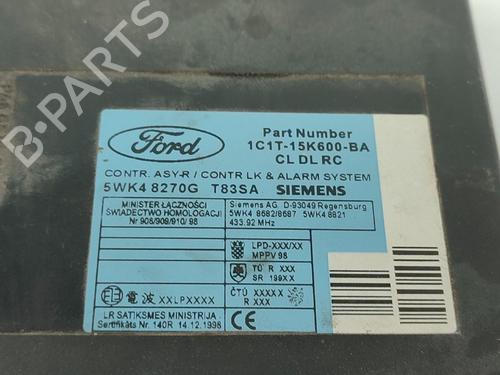 B-PARTS
Ford
Part Number
1C1T-15K600-BA
CL DL RC
CONTR. ASY-R / CONTR LK & ALARM SYSTEM
5WK4 8270G T83SA SIEMENS
MINISTER ŁĄCZNOŚCI
ŚWIADECTWO HOMOLOGACJI
Nr 908/909/910/98
Siemens AG, D-93049 Regensburg
5WK4 8682/8687 5WK4 8821
433.92 MHz
LPD-XXX/XX
MPPV 98
TÚ R XXX
SR 199XX
電波 XXLPXXXX
ČTÚ XXXXX
R XXX
LR SATIKSMES MINISTRIJA
Sertifikāts Nr. 140R 14.12.1998
CE